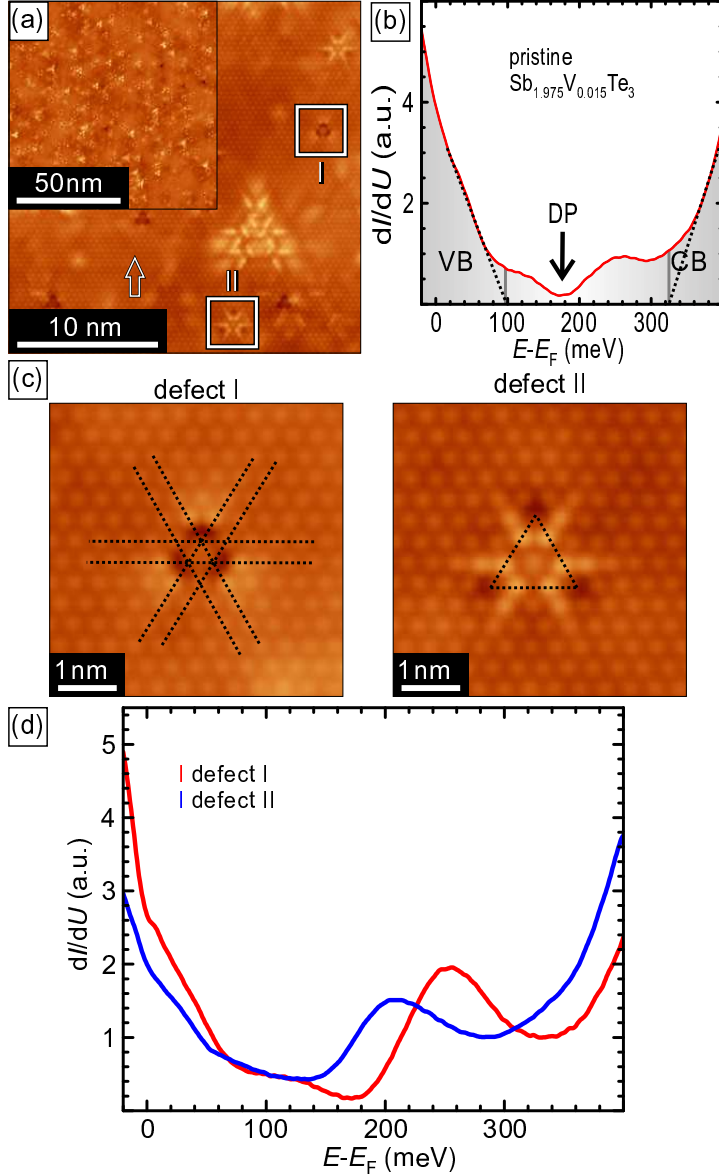 (a)
50nm
I
II
10 nm
(b)
pristine
Sb1.975V0.015Te3
DP
VB
CB
dI/dU (a.u.)
4
2
0
100
200
300
E-EF (meV)
(c)
defect I
defect II
1nm
1nm
(d)
defect I
defect II
dI/dU (a.u.)
5
4
3
2
1
0
100
200
300
E-EF (meV)